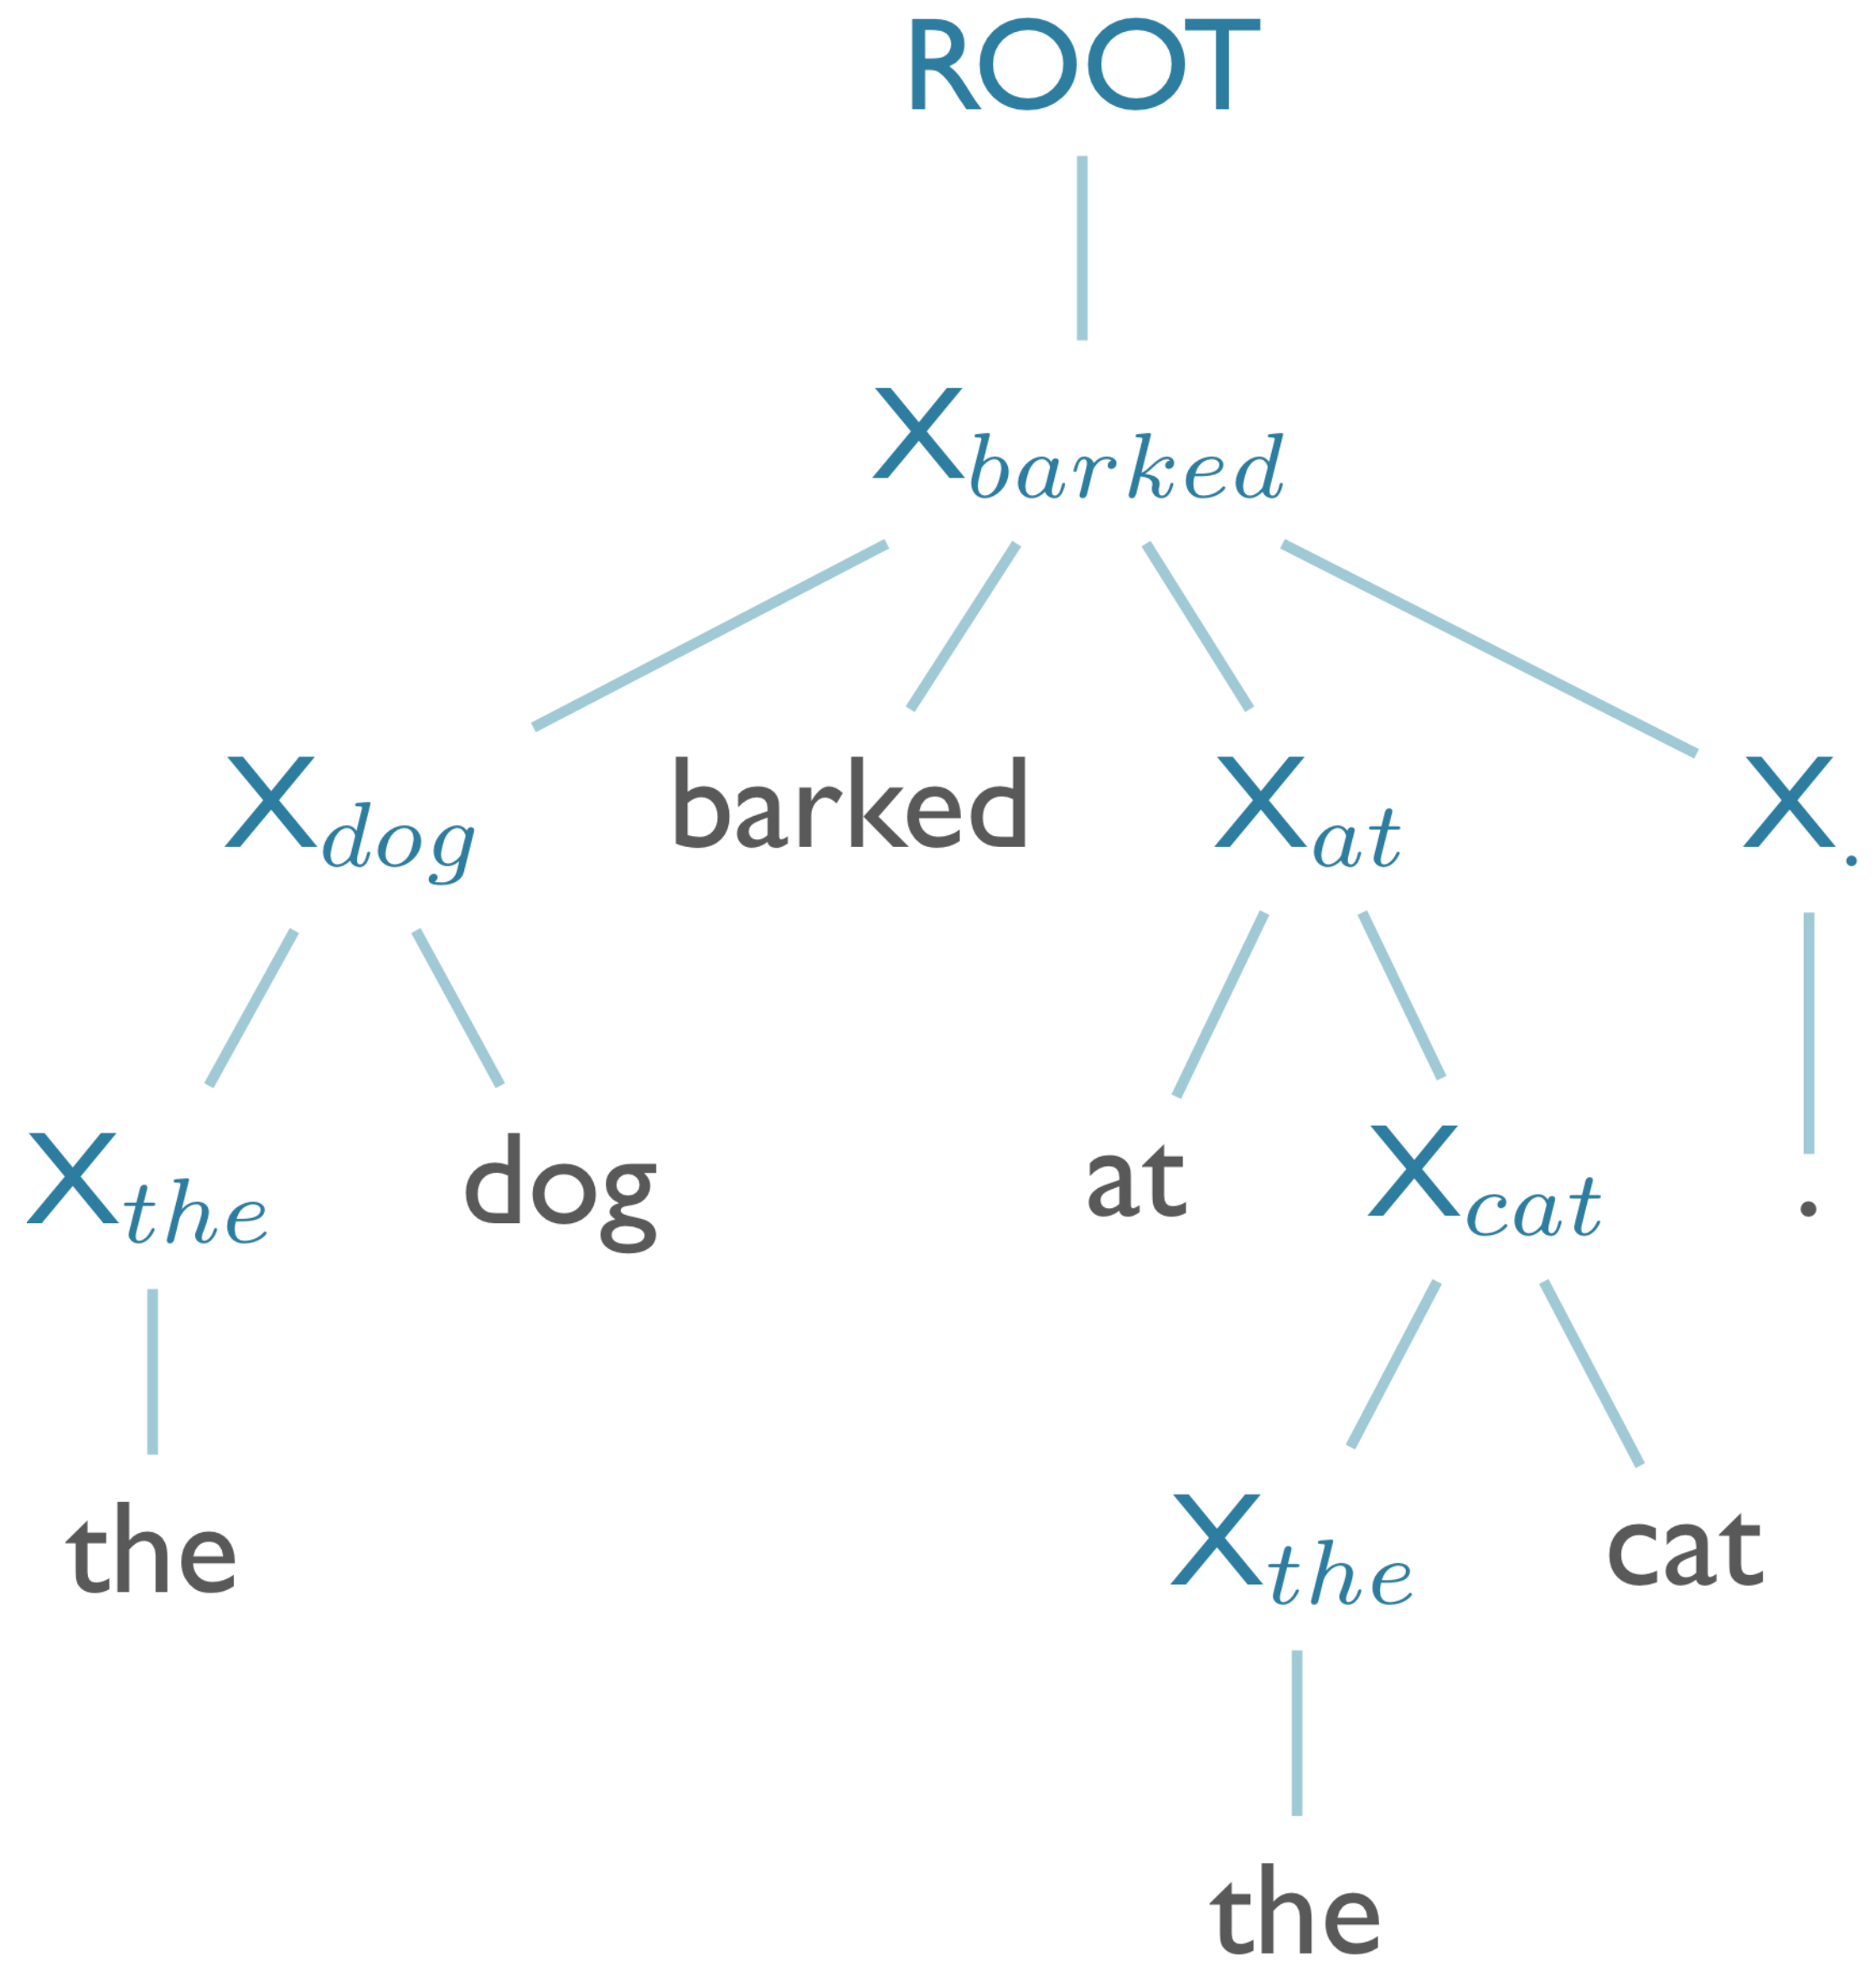 ROOT
X_barked
X_dog barked X_at X_.
X_the dog at X_cat .
the X_the cat
the